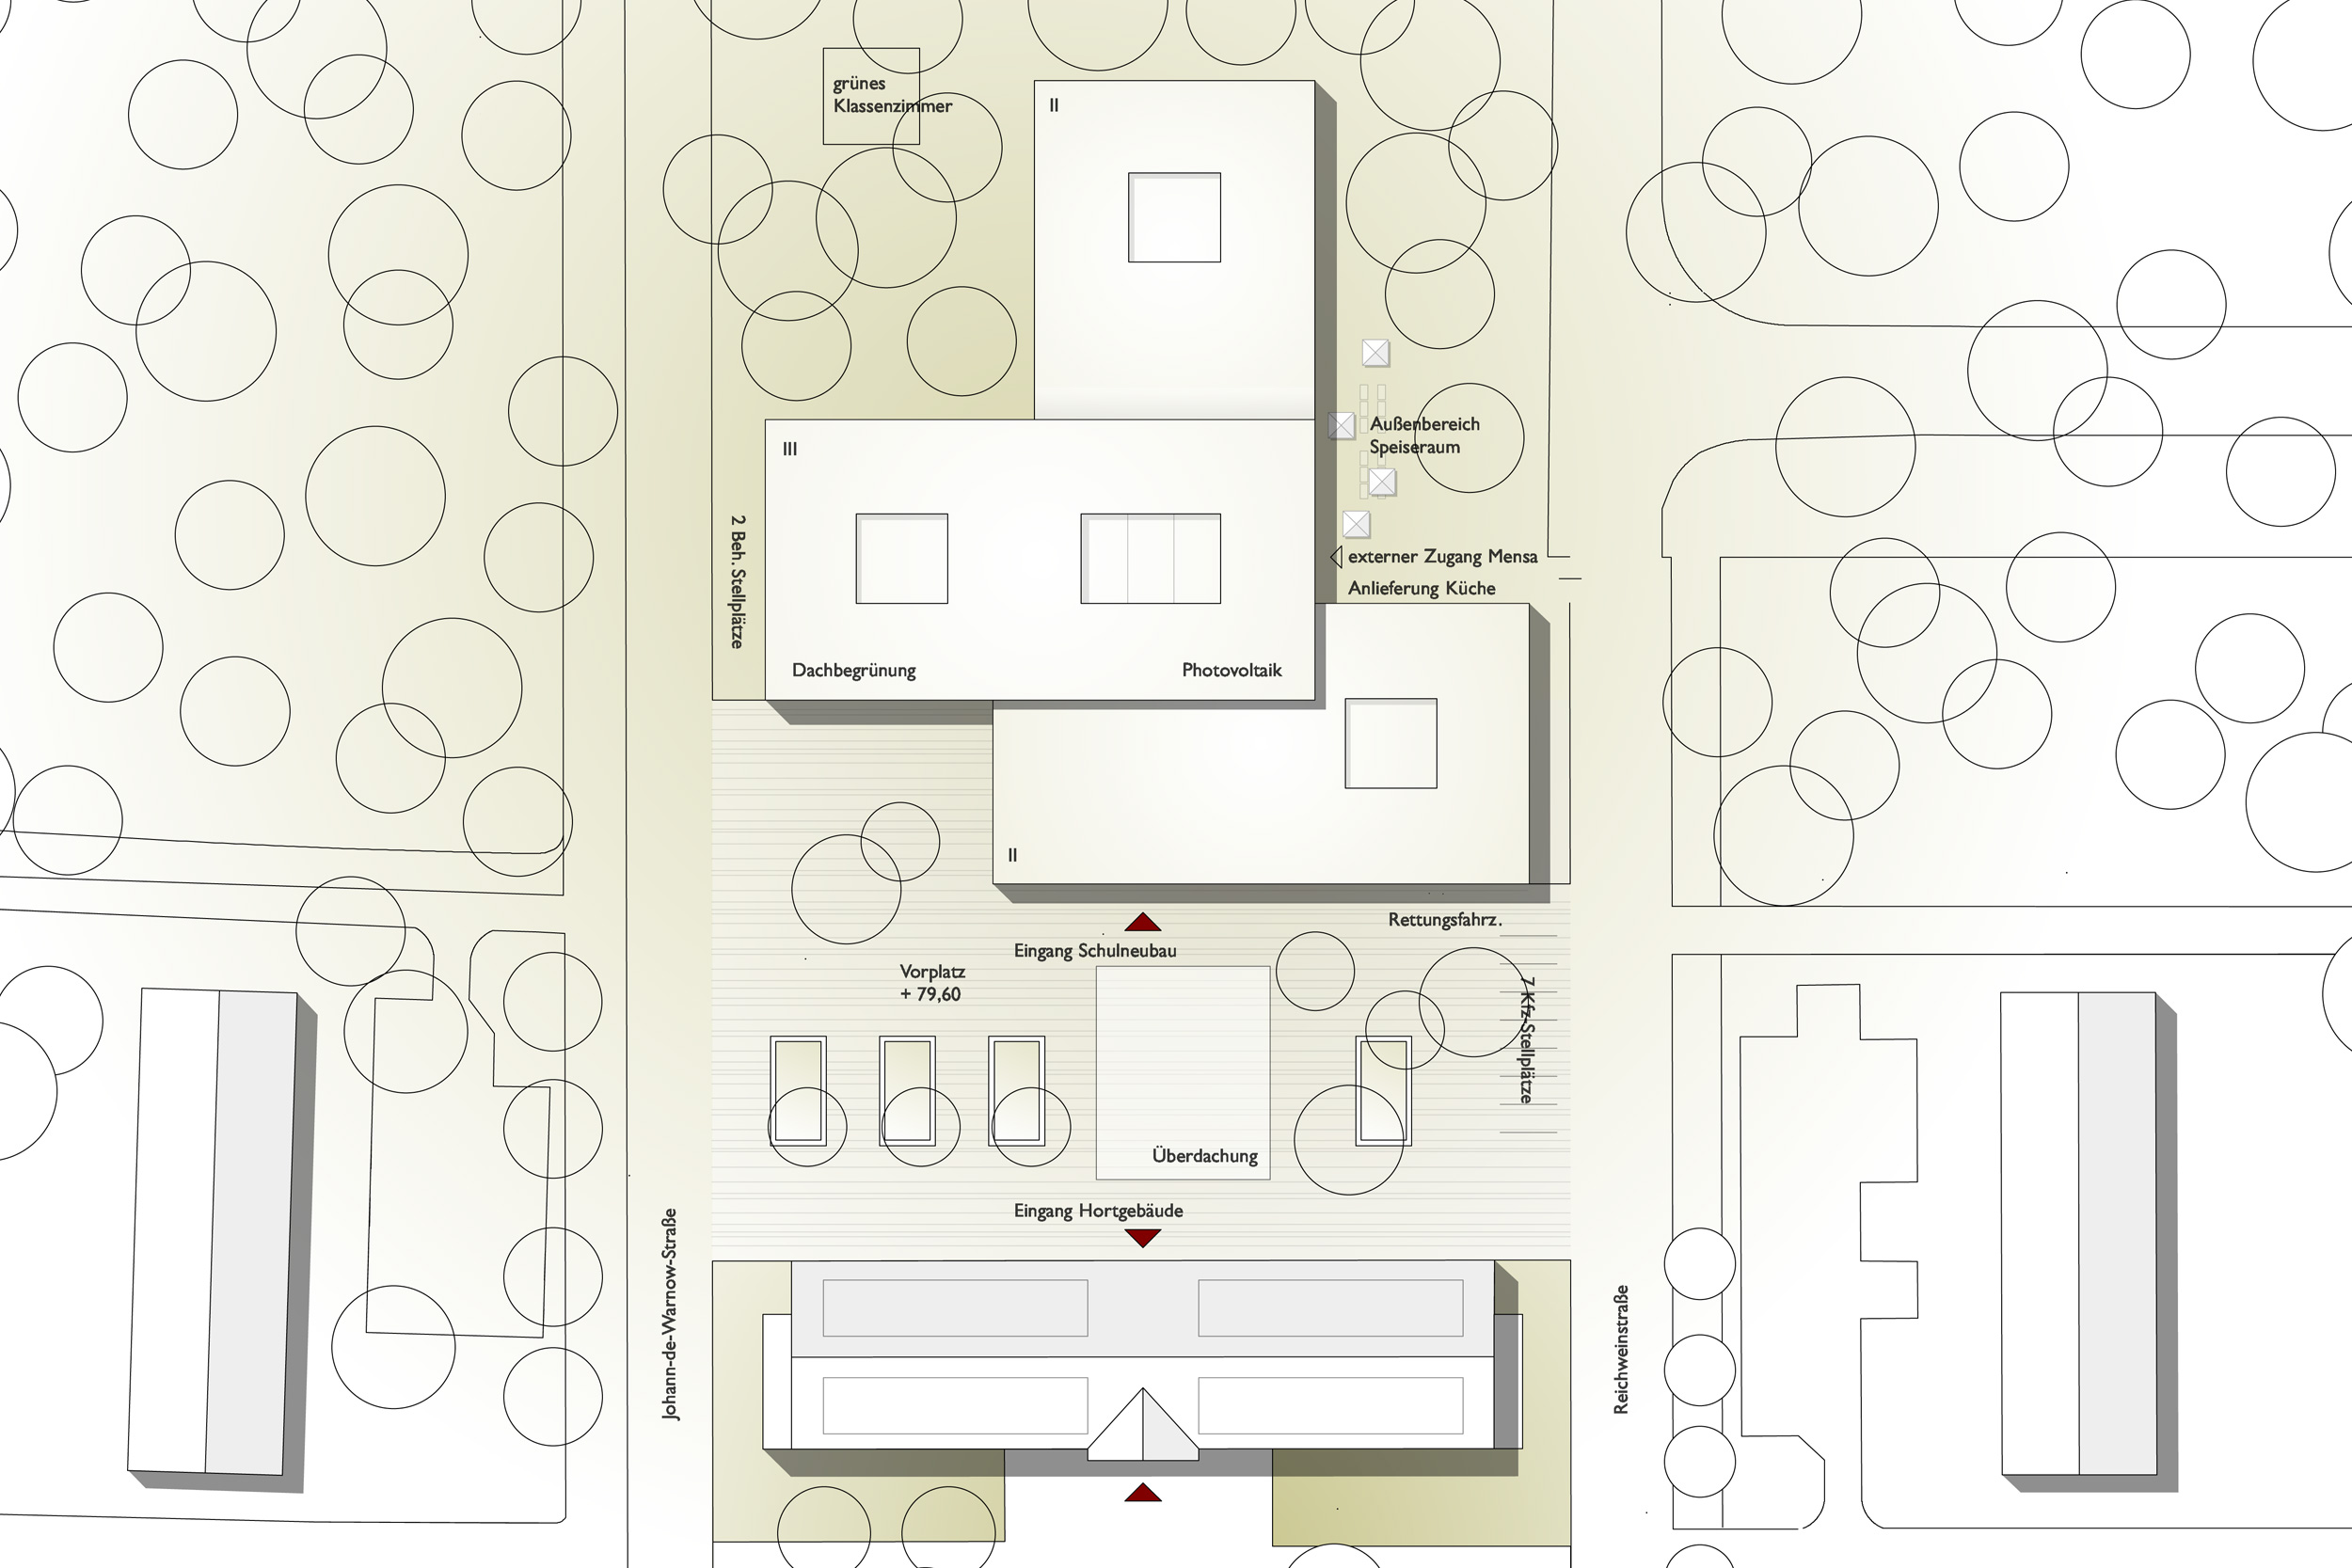 grünes
Klassenzimmer
II
III
Außenbereich
Speiseraum
2 Beh. Stellplätze
externer Zugang Mensa
Anlieferung Küche
Dachbegrünung
Photovoltaik
II
Rettungsfahrz.
Eingang Schulneubau
Vorplatz
+ 79,60
7 Kfz-Stellplätze
Überdachung
Eingang Hortgebäude
Johann-de-Warnow-Straße
Reichweinstraße